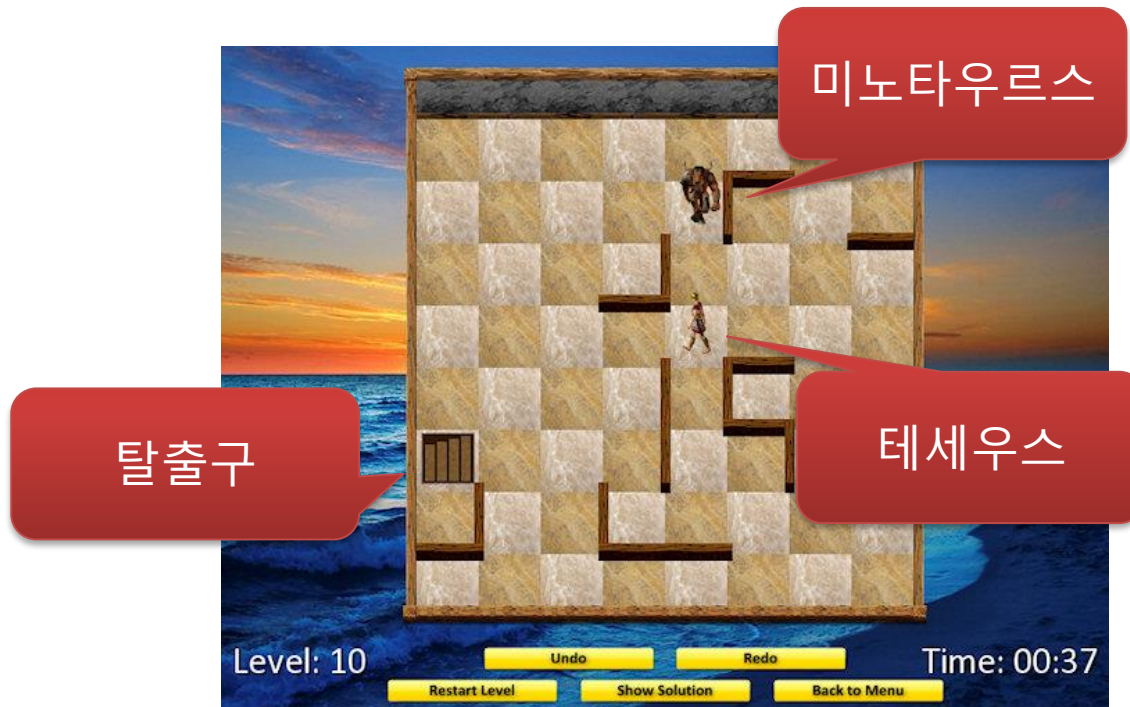 미노타우르스
탈출구
테세우스
Level: 10
Undo
Redo
Time: 00:37
Restart Level
Show Solution
Back to Menu